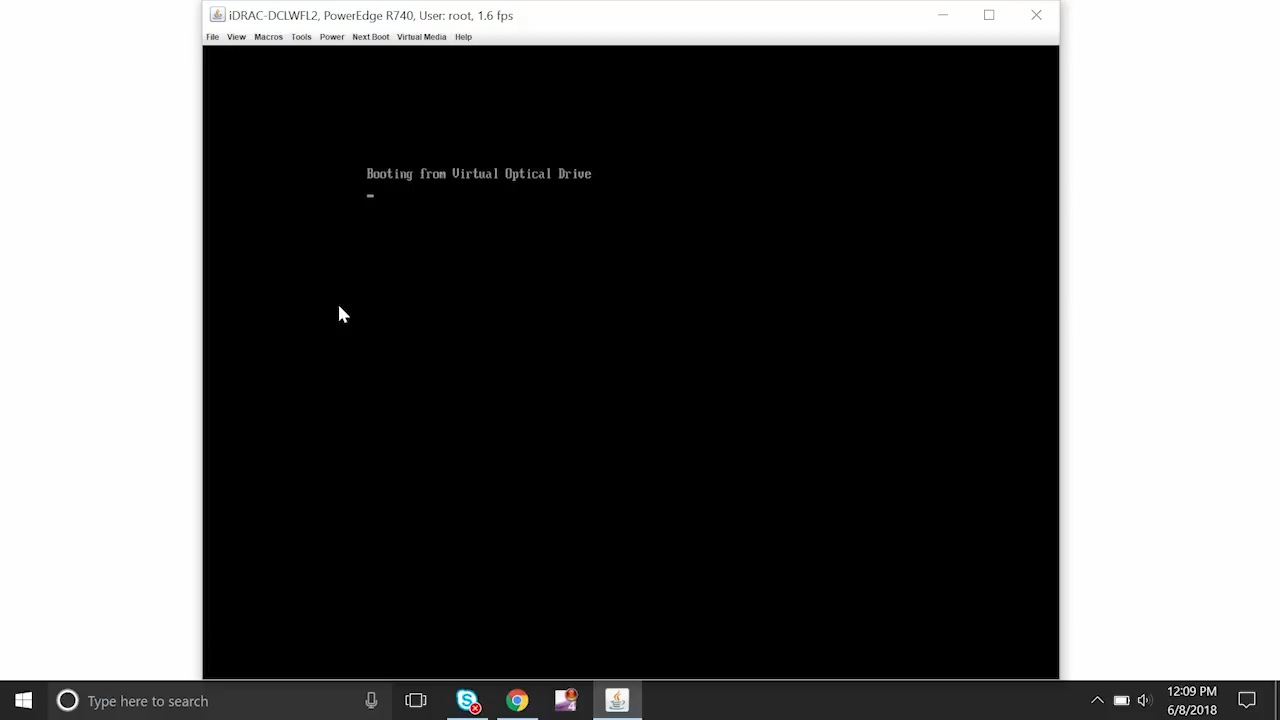 iDRAC-DCLWFL2, PowerEdge R740, User: root, 1.6 fps
File View Macros Tools Power Next Boot Virtual Media Help
Booting from Virtual Optical Drive
Type here to search
12:09 PM
6/8/2018